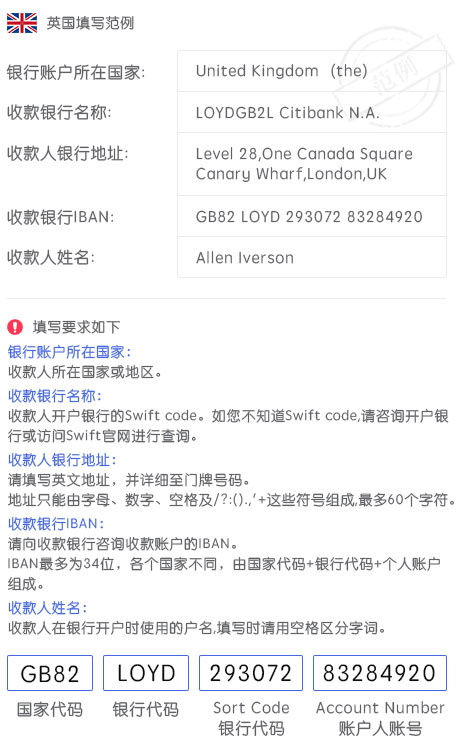 英国填写范例
范例
银行账户所在国家:
United Kingdom (the)
收款银行名称:
LOYDGB2L Citibank N.A.
收款人银行地址:
Level 28,One Canada Square
Canary Wharf,London,UK
收款银行IBAN:
GB82 LOYD 293072 83284920
收款人姓名:
Allen Iverson
填写要求如下
银行账户所在国家:
收款人所在国家或地区。
收款银行名称:
收款人开户银行的Swift code。如您不知道Swift code,请咨询开户银
行或访问Swift官网进行查询。
收款人银行地址:
请填写英文地址，并详细至门牌号码。
地址只能由字母、数字、空格及/?:().,'+这些符号组成,最多60个字符。
收款银行IBAN:
请向收款银行咨询收款账户的IBAN。
IBAN最多为34位，各个国家不同，由国家代码+银行代码+个人账户
组成。
收款人姓名:
收款人在银行开户时使用的户名,填写时请用空格区分字词。
GB82 LOYD 293072 83284920
国家代码 银行代码 Sort Code Account Number
银行代码 账户人账号